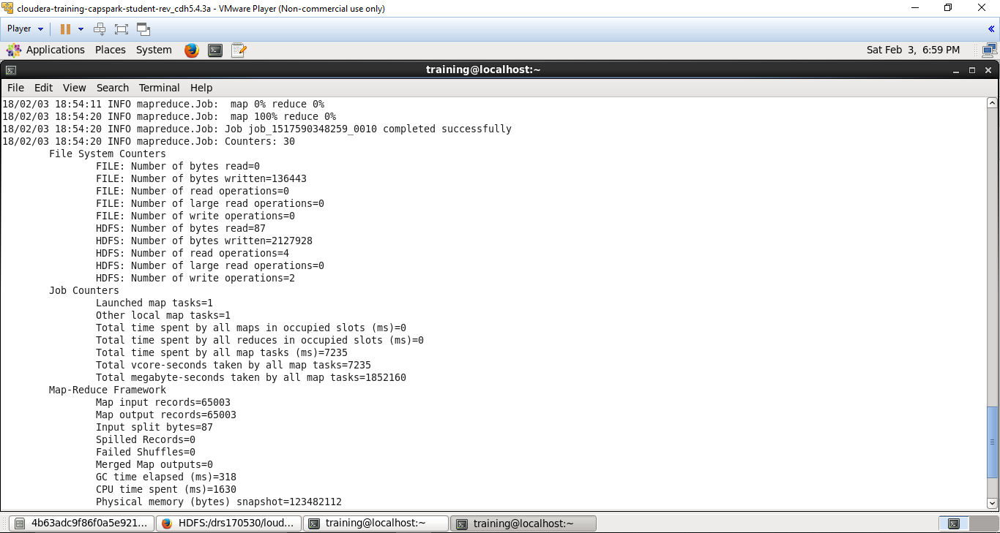 cloudera-training-capspark-student-rev_cdh5.4.3a - VMware Player (Non-commercial use only)
Player
Applications Places System Sat Feb 3, 6:59 PM
training@localhost:~
File Edit View Search Terminal Help
18/02/03 18:54:11 INFO mapreduce.Job:  map 0% reduce 0%
18/02/03 18:54:20 INFO mapreduce.Job:  map 100% reduce 0%
18/02/03 18:54:20 INFO mapreduce.Job: Job job_1517590348259_0010 completed successfully
18/02/03 18:54:20 INFO mapreduce.Job: Counters: 30
File System Counters
FILE: Number of bytes read=0
FILE: Number of bytes written=136443
FILE: Number of read operations=0
FILE: Number of large read operations=0
FILE: Number of write operations=0
HDFS: Number of bytes read=87
HDFS: Number of bytes written=2127928
HDFS: Number of read operations=4
HDFS: Number of large read operations=0
HDFS: Number of write operations=2
Job Counters
Launched map tasks=1
Other local map tasks=1
Total time spent by all maps in occupied slots (ms)=0
Total time spent by all reduces in occupied slots (ms)=0
Total time spent by all map tasks (ms)=7235
Total vcore-seconds taken by all map tasks=7235
Total megabyte-seconds taken by all map tasks=1852160
Map-Reduce Framework
Map input records=65003
Map output records=65003
Input split bytes=87
Spilled Records=0
Failed Shuffles=0
Merged Map outputs=0
GC time elapsed (ms)=318
CPU time spent (ms)=1630
Physical memory (bytes) snapshot=123482112
4b63adc9f86f0a5e921... HDFS:/drs170530/loud... training@localhost:~ training@localhost:~